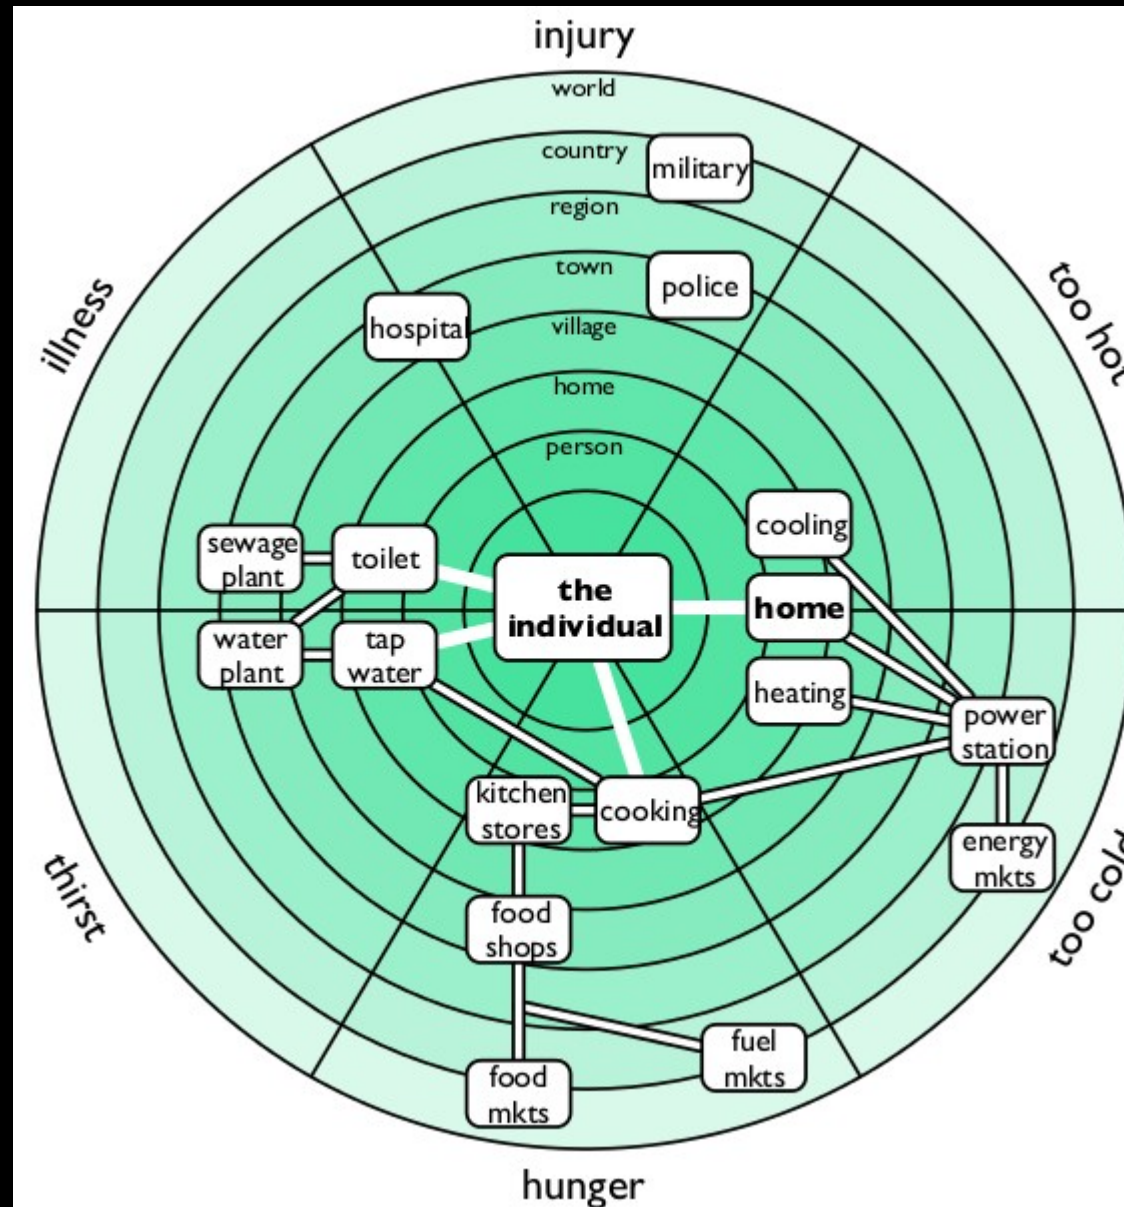 injury
world
country
military
region
town
police
hospital
village
home
person
illness
too hot
cooling
sewage
plant
toilet
the
individual
home
water
plant
tap
water
heating
power
station
kitchen
stores
cooking
energy
mkts
thirst
too cold
food
shops
fuel
mkts
food
mkts
hunger